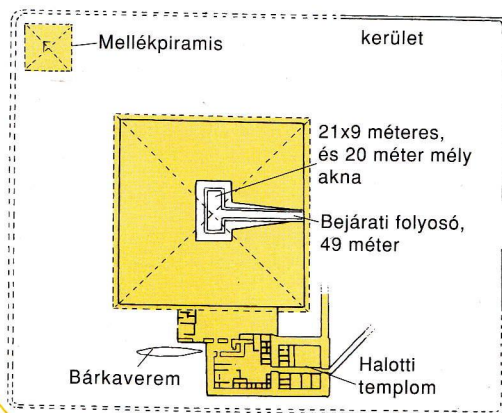 Mellékpiramis
kerület
21x9 méteres,
és 20 méter mély
akna
Bejárati folyosó,
49 méter
Bárkaverem
Halotti
templom